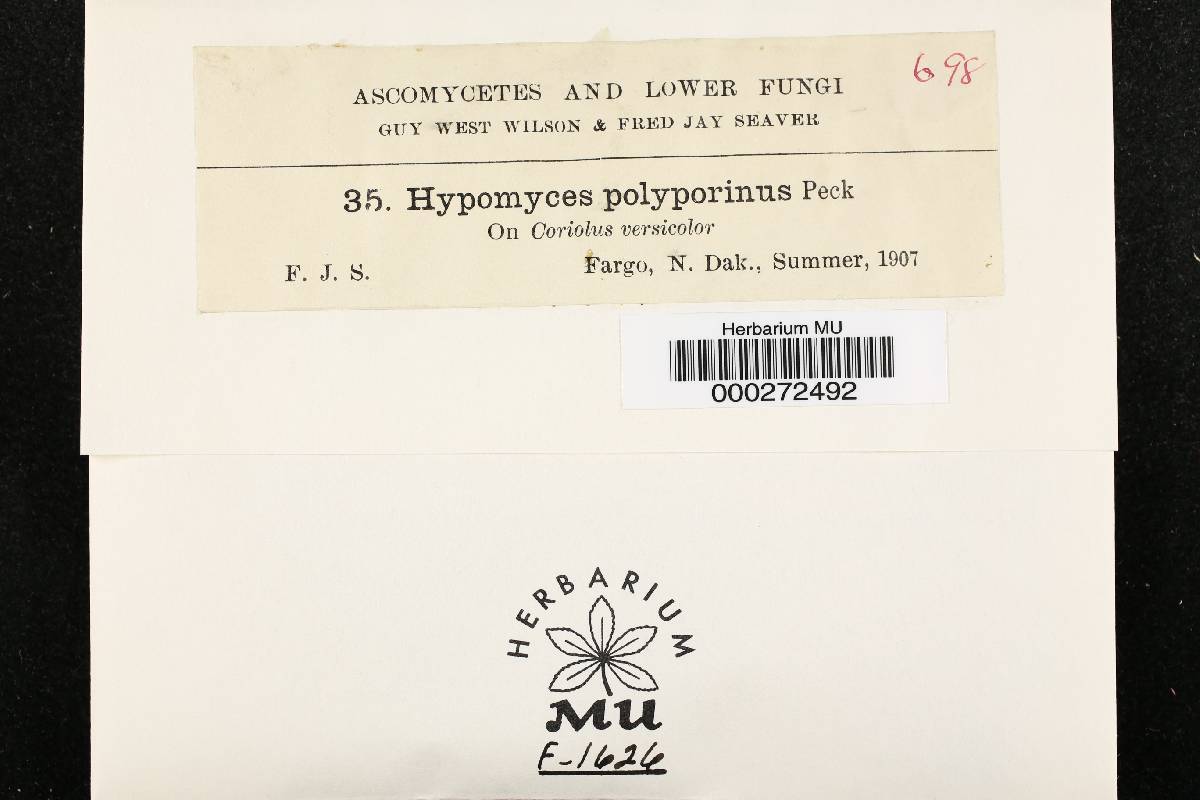 698
ASCOMYCETES AND LOWER FUNGI
GUY WEST WILSON & FRED JAY SEAVER
35. Hypomyces polyporinus Peck
On Coriolus versicolor
F. J. S. Fargo, N. Dak., Summer, 1907
Herbarium MU
000272492
HERBARIUM
MU
F-1626